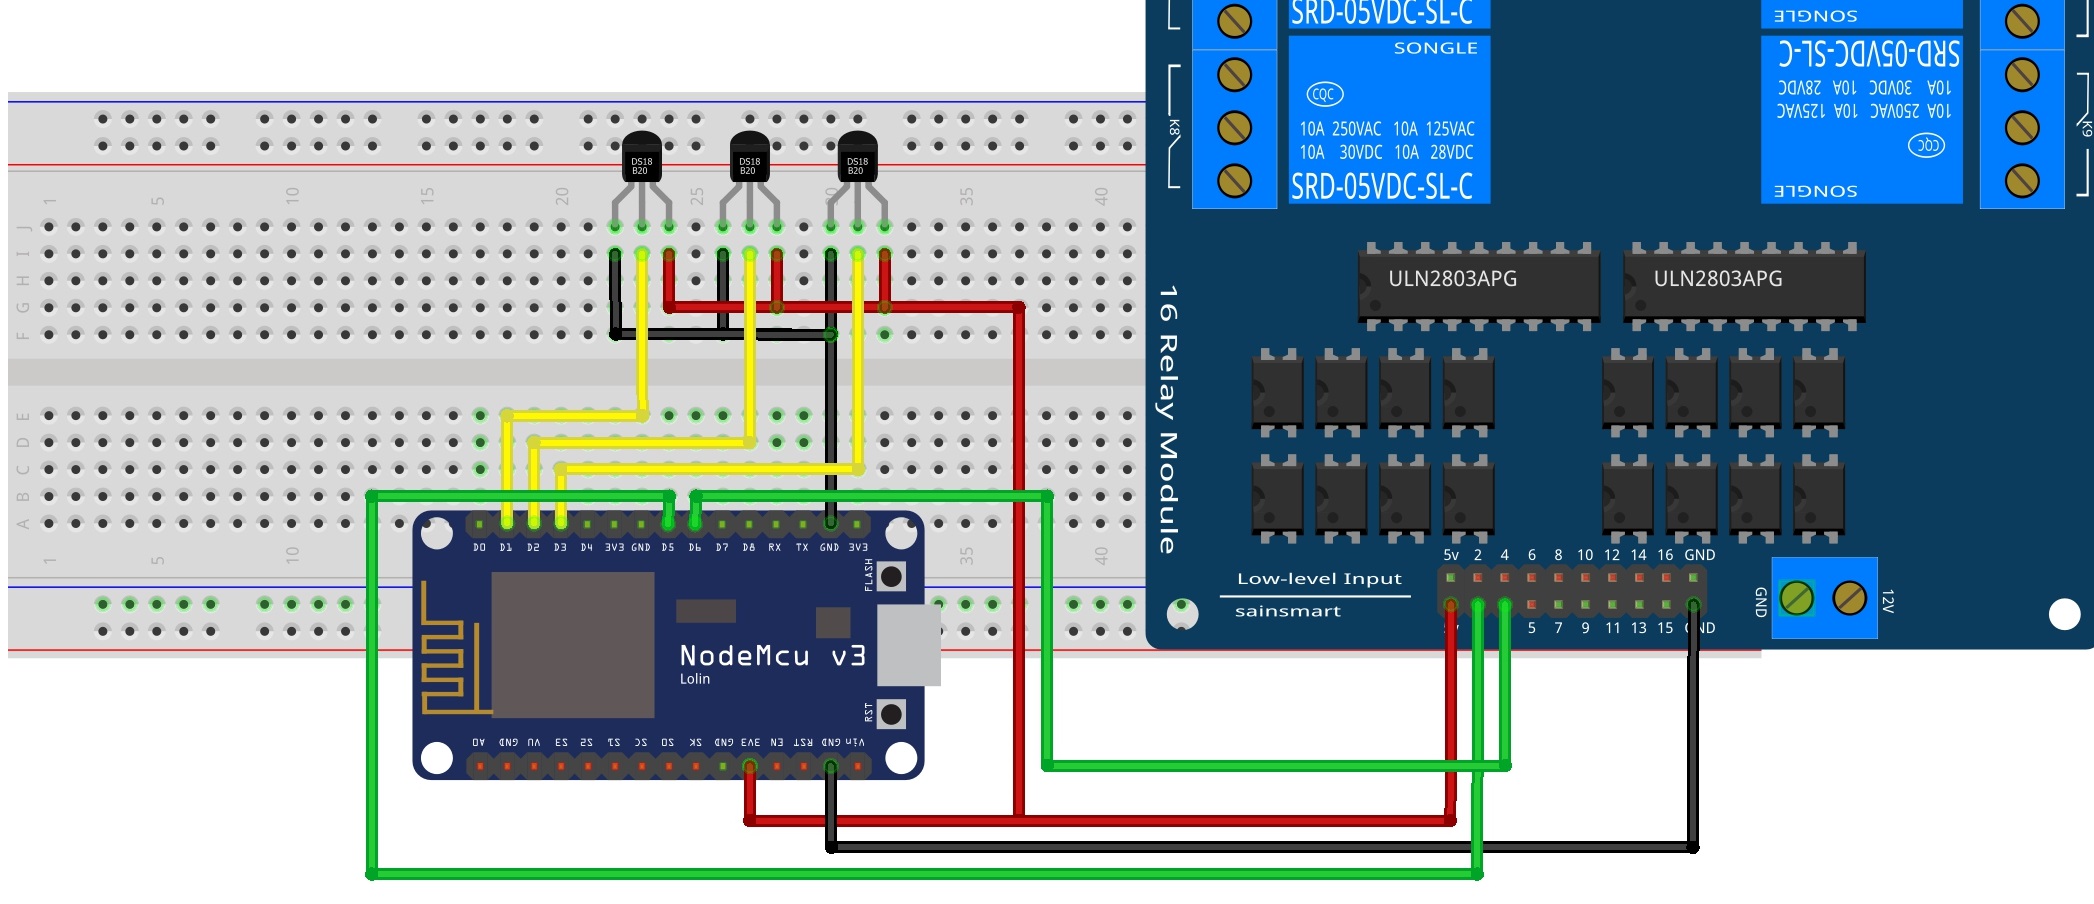 SRD-05VDC-SL-C
SONGLE
SONGLE
CQC
10A 250VAC 10A 125VAC
10A 30VDC 10A 28VDC
SRD-05VDC-SL-C
K8
SRD-05VDC-SL-C
10A 30VDC 10A 28VDC
10A 250VAC 10A 125VAC
CQC
SONGLE
K9
DS18
B20
DS18
B20
DS18
B20
1 5 10 15 20 25 30 35 40
J
I
H
G
F
E
D
C
B
A
1 5 10 35 40
ULN2803APG
ULN2803APG
16 Relay Module
D0 D1 D2 D3 D4 3V3 GND D5 D6 D7 D8 RX TX GND 3V3
FLASH
NodeMcu v3
Lolin
RST
A0 GND VU S3 S2 S1 SC SO SK GND 3VE EN RST GND Vin
5v 2 4 6 8 10 12 14 16 GND
Low-level Input
sainsmart
5 7 9 11 13 15 GND
GND
12V